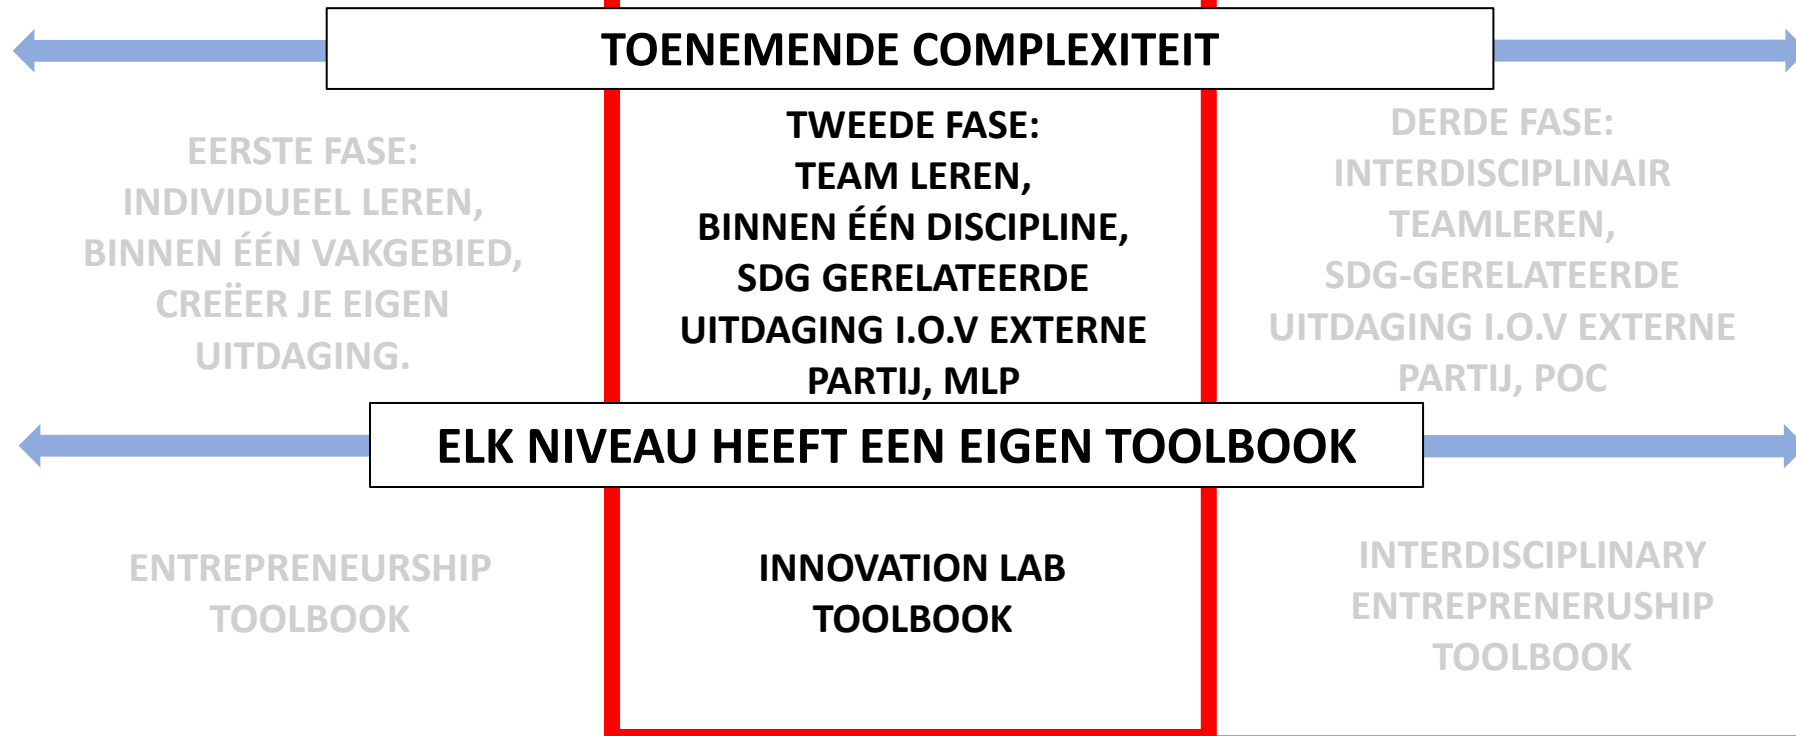 TOENEMENDE COMPLEXITEIT
EERSTE FASE:
INDIVIDUEEL LEREN,
BINNEN ÉÉN VAKGEBIED,
CREËER JE EIGEN
UITDAGING.
TWEEDE FASE:
TEAM LEREN,
BINNEN ÉÉN DISCIPLINE,
SDG GERELATEERDE
UITDAGING I.O.V EXTERNE
PARTIJ, MLP
DERDE FASE:
INTERDISCIPLINAIR
TEAMLEREN,
SDG-GERELATEERDE
UITDAGING I.O.V EXTERNE
PARTIJ, POC
ELK NIVEAU HEEFT EEN EIGEN TOOLBOOK
ENTREPRENEURSHIP
TOOLBOOK
INNOVATION LAB
TOOLBOOK
INTERDISCIPLINARY
ENTREPRENERUSHIP
TOOLBOOK